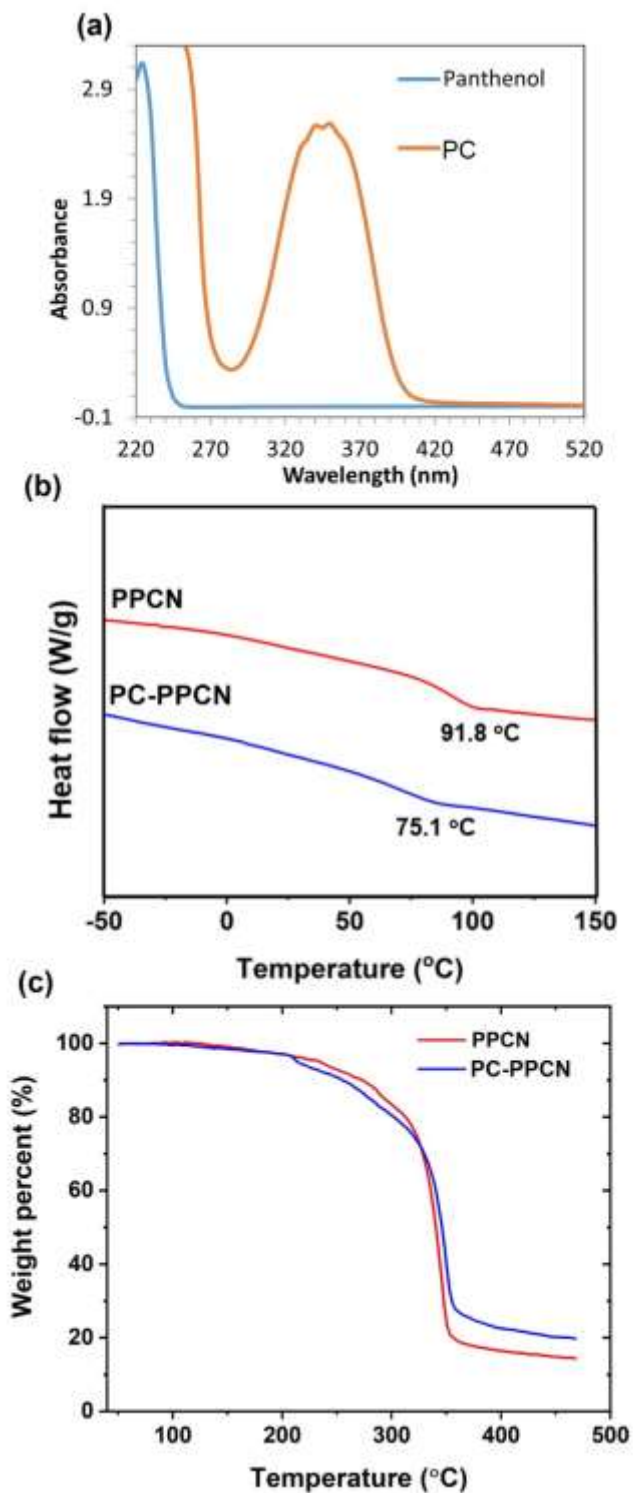 (a)
Panthenol
PC
Absorbance
2.9
1.9
0.9
-0.1
220 270 320 370 420 470 520
Wavelength (nm)
(b)
PPCN
PC-PPCN
91.8 °C
75.1 °C
Heat flow (W/g)
-50 0 50 100 150
Temperature (°C)
(c)
PPCN
PC-PPCN
Weight percent (%)
100
80
60
40
20
0
100 200 300 400 500
Temperature (°C)